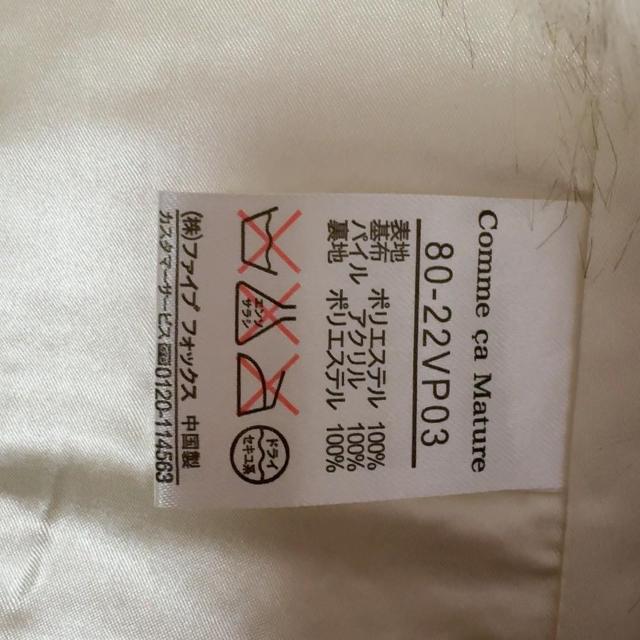 Comme ça Mature
80-22VP03
表地 ポリエステル 100%
基布
パイル アクリル 100%
裏地 ポリエステル 100%
エンソ
サラシ
ドライ
セキユ系
(株)ファイブ フォックス 中国製
カスタマーサービス 0120-114563